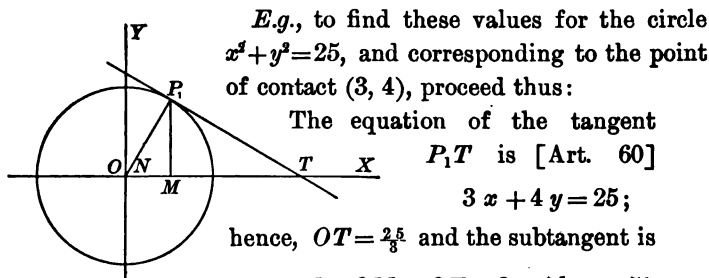 E.g., to find these values for the circle
x²+y²=25, and corresponding to the point
of contact (3, 4), proceed thus:
The equation of the tangent
P₁T is [Art. 60]
3 x + 4 y = 25;
hence, OT = 25/3 and the subtangent is
Y
P₁
O N T X
M